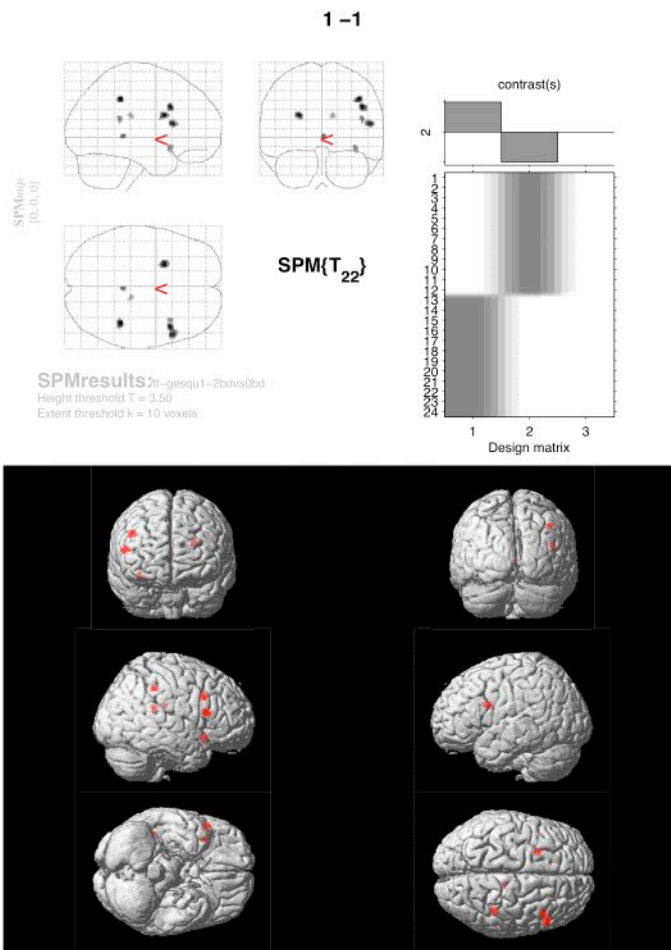 1 −1
contrast(s)
2
SPMmip
[0, 0, 0]
SPM{T22}
1
2
3
4
5
6
7
8
9
10
11
12
13
14
15
16
17
18
19
20
21
22
23
24
1 2 3
Design matrix
SPMresults:
Height threshold T = 3.50
Extent threshold k = 10 voxels